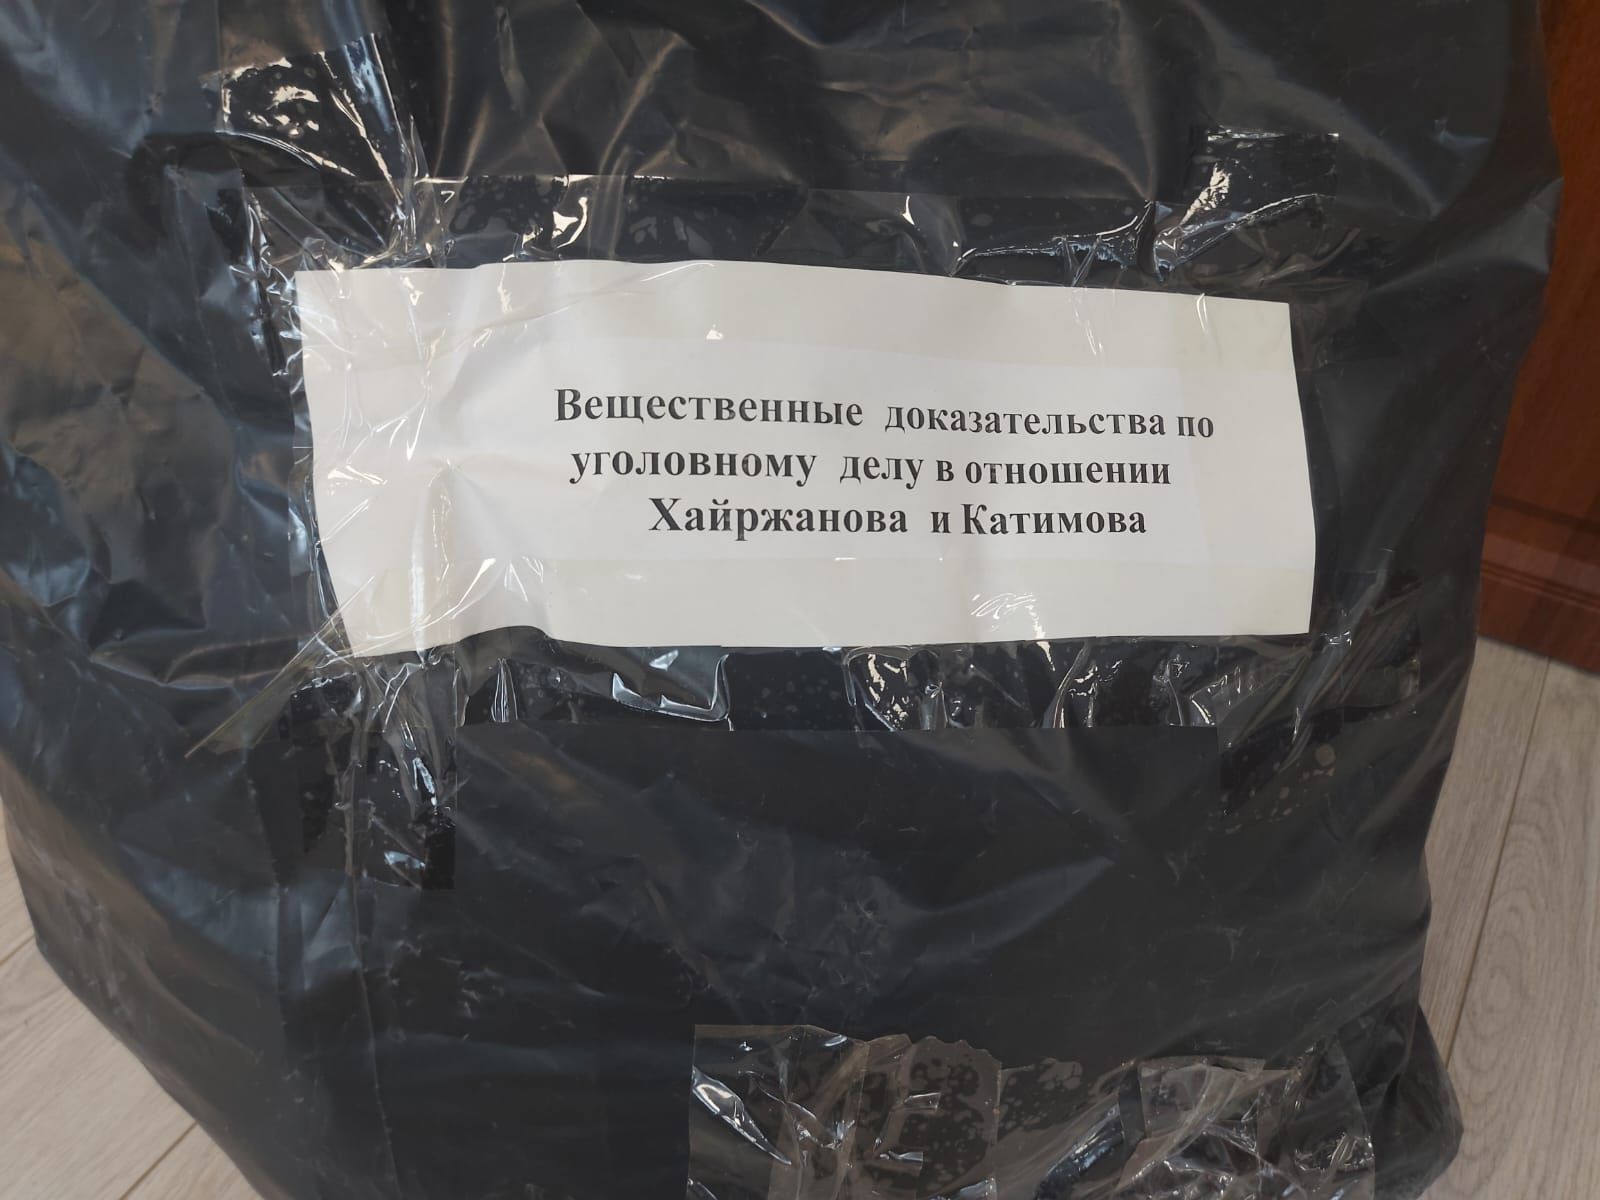 Вещественные доказательства по
уголовному делу в отношении
Хайржанова и Катимова